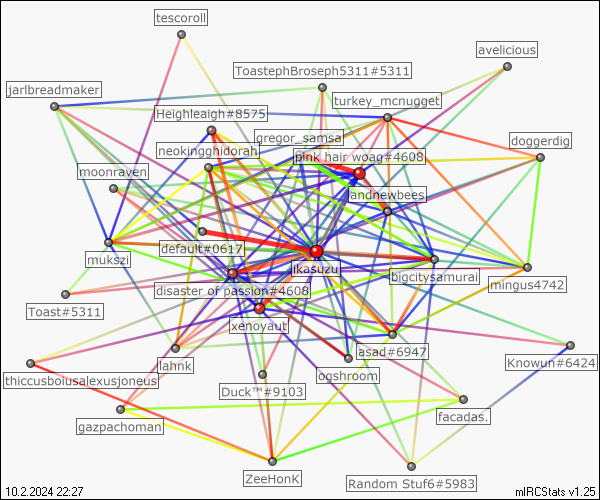 tescoroll
avelicious
ToastephBroseph5311#5311
jarlbreadmaker
turkey_mcnugget
Heighleaigh#8575
gregor_samsa
doggerdig
neokingghidorah
pink hair woag#4608
moonraven
andnewbees
default#0617
mukszi
ikasuzu
bigcitysamurai
mingus4742
disaster of passion#4608
Toast#5311
xenoyaut
asad#6947
lahnk
Knowun#6424
ogshroom
thiccusboiusalexusjoneus
Duck™#9103
facadas.
gazpachoman
ZeeHonK
Random Stuf6#5983
10.2.2024 22:27
mIRCStats v1.25